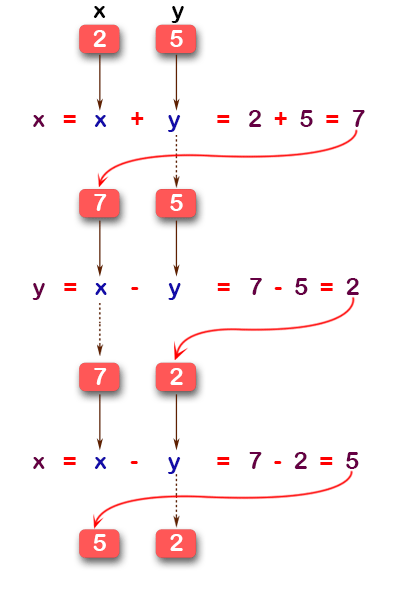 x y
2 5
x = x + y = 2 + 5 = 7
7 5
y = x - y = 7 - 5 = 2
7 2
x = x - y = 7 - 2 = 5
5 2